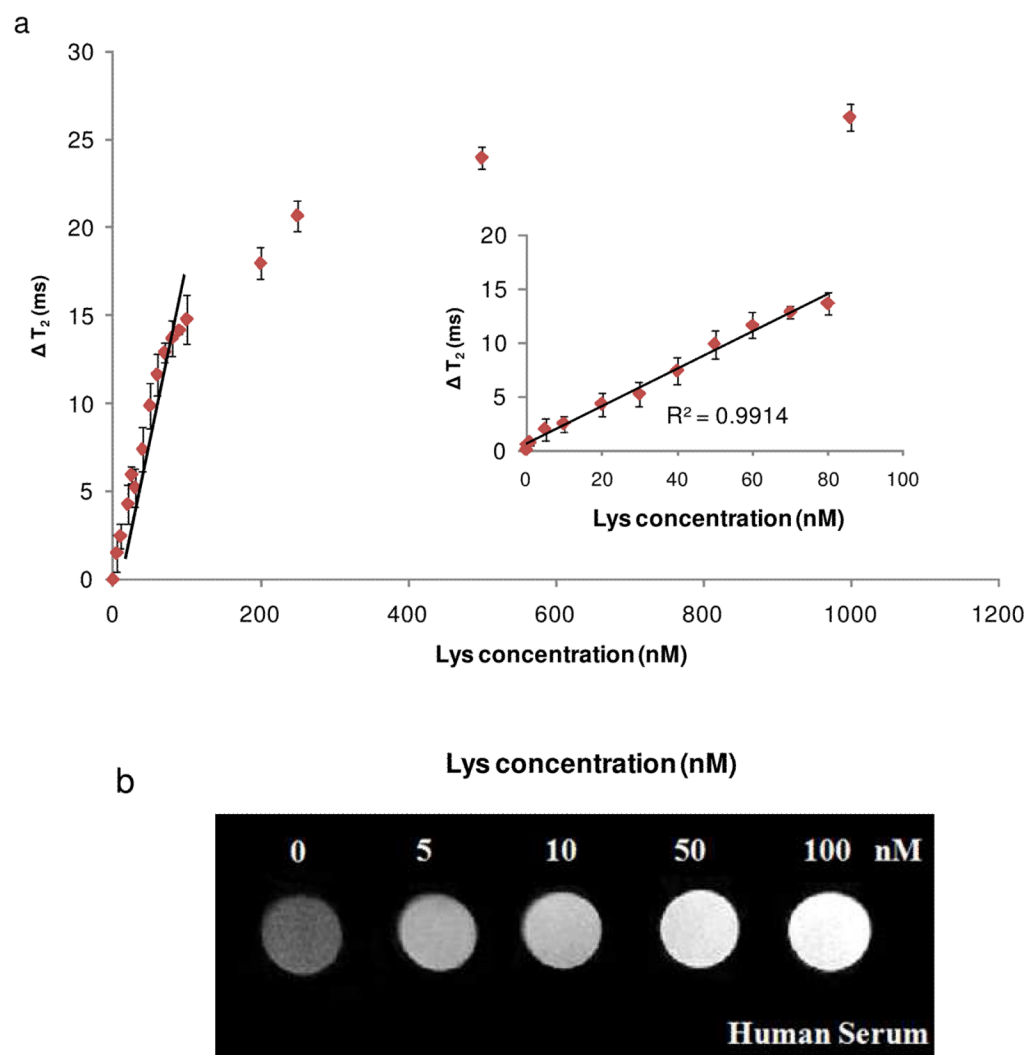 a
30
25
20
15
10
5
0
Δ T₂ (ms)
0 200 400 600 800 1000 1200
Lys concentration (nM)
20
15
10
5
0
Δ T₂ (ms)
R² = 0.9914
0 20 40 60 80 100
Lys concentration (nM)
b
Lys concentration (nM)
0 5 10 50 100 nM
Human Serum